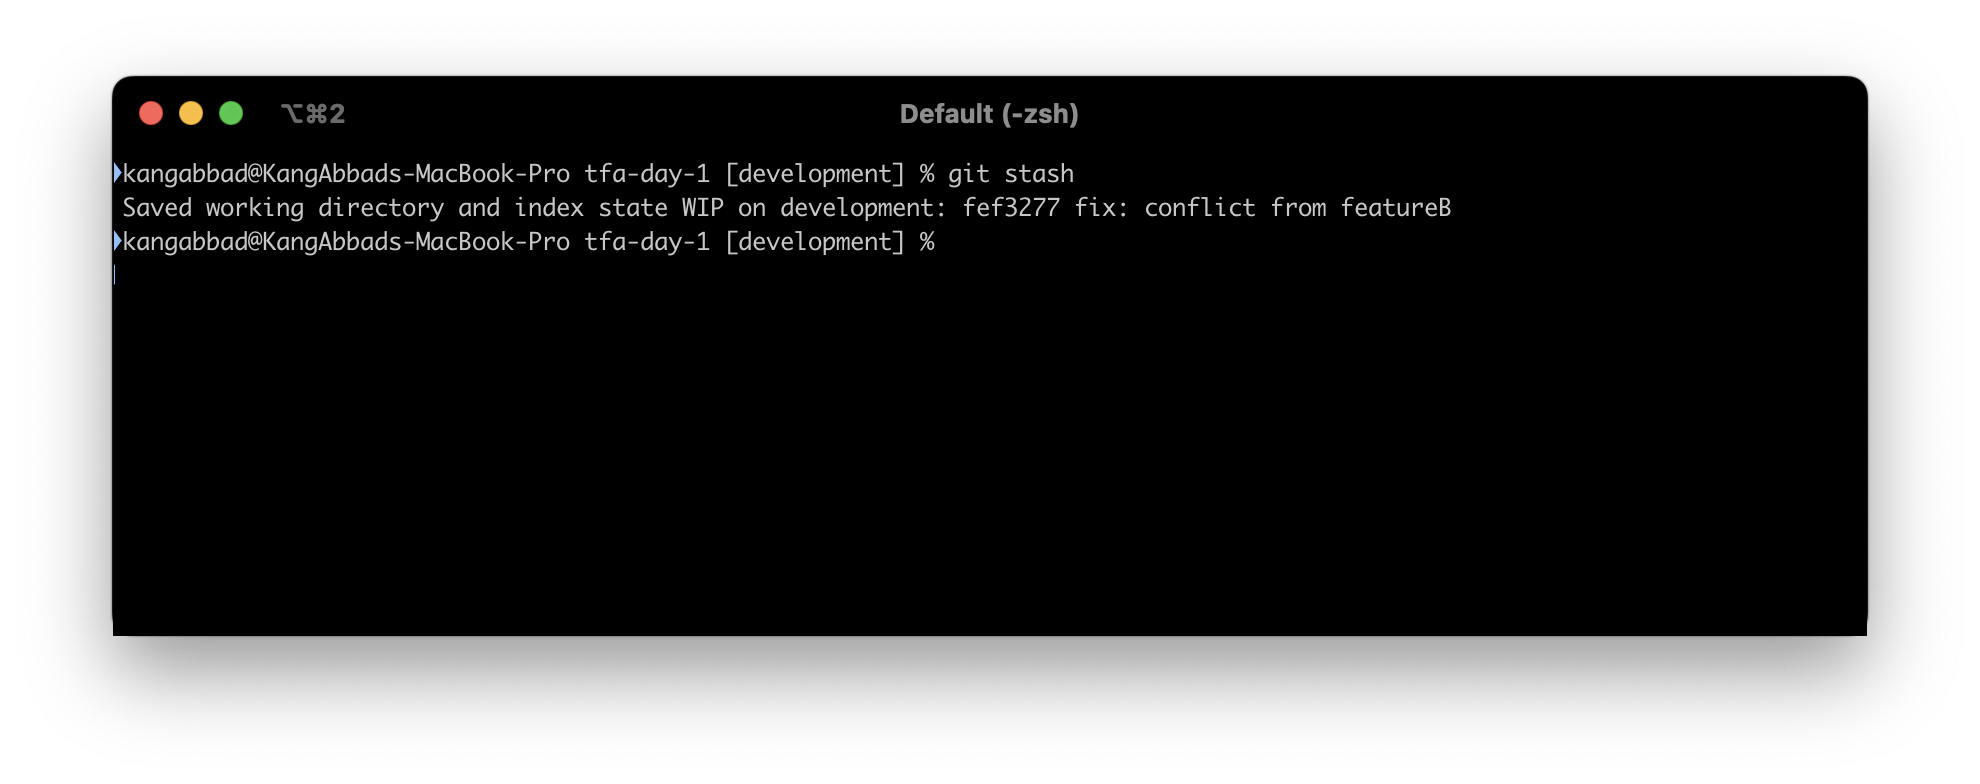 ⌥⌘2 Default (-zsh)
kangabbad@KangAbbads-MacBook-Pro tfa-day-1 [development] % git stash
Saved working directory and index state WIP on development: fef3277 fix: conflict from featureB
kangabbad@KangAbbads-MacBook-Pro tfa-day-1 [development] %